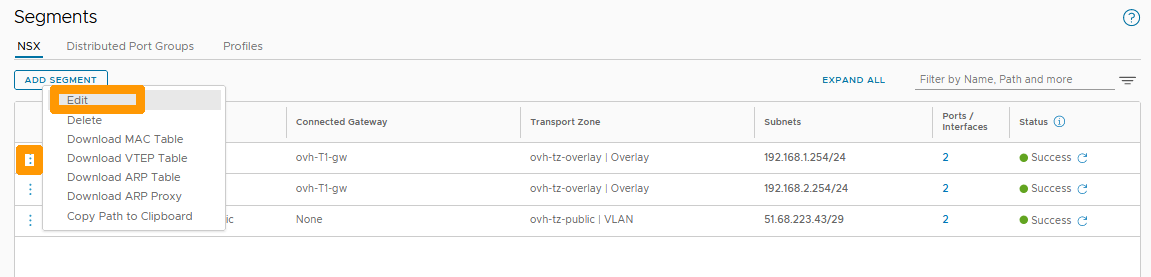 Segments
NSX Distributed Port Groups Profiles
ADD SEGMENT EXPAND ALL Filter by Name, Path and more
Edit
Delete
Download MAC Table
Download VTEP Table
Download ARP Table
Download ARP Proxy
Copy Path to Clipboard
Connected Gateway Transport Zone Subnets Ports / Interfaces Status
ovh-T1-gw ovh-tz-overlay | Overlay 192.168.1.254/24 2 Success
ovh-T1-gw ovh-tz-overlay | Overlay 192.168.2.254/24 2 Success
ic None ovh-tz-public | VLAN 51.68.223.43/29 2 Success